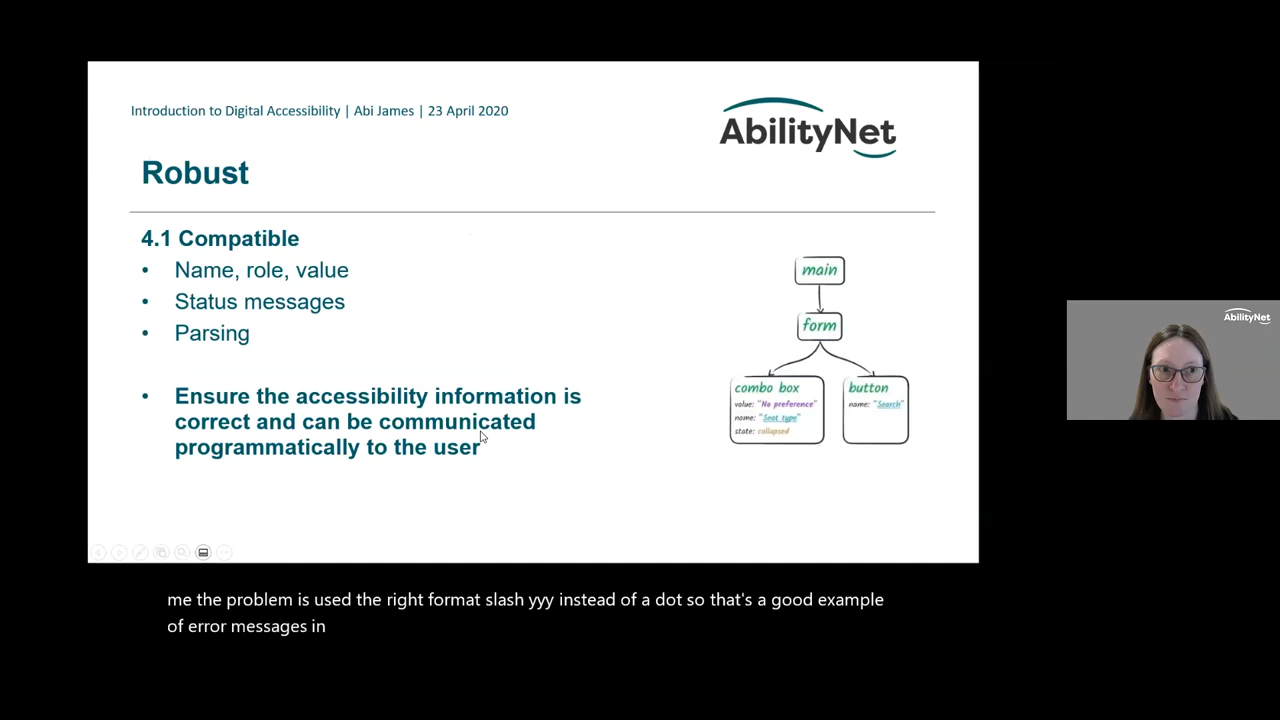 Introduction to Digital Accessibility | Abi James | 23 April 2020
AbilityNet
Robust
4.1 Compatible
• Name, role, value
• Status messages
• Parsing
• Ensure the accessibility information is
correct and can be communicated
programmatically to the user
main
form
combo box
value: "No preference"
name: "Seat type"
state: collapsed
button
name: "Search"
AbilityNet
me the problem is used the right format slash yyy instead of a dot so that's a good example
of error messages in